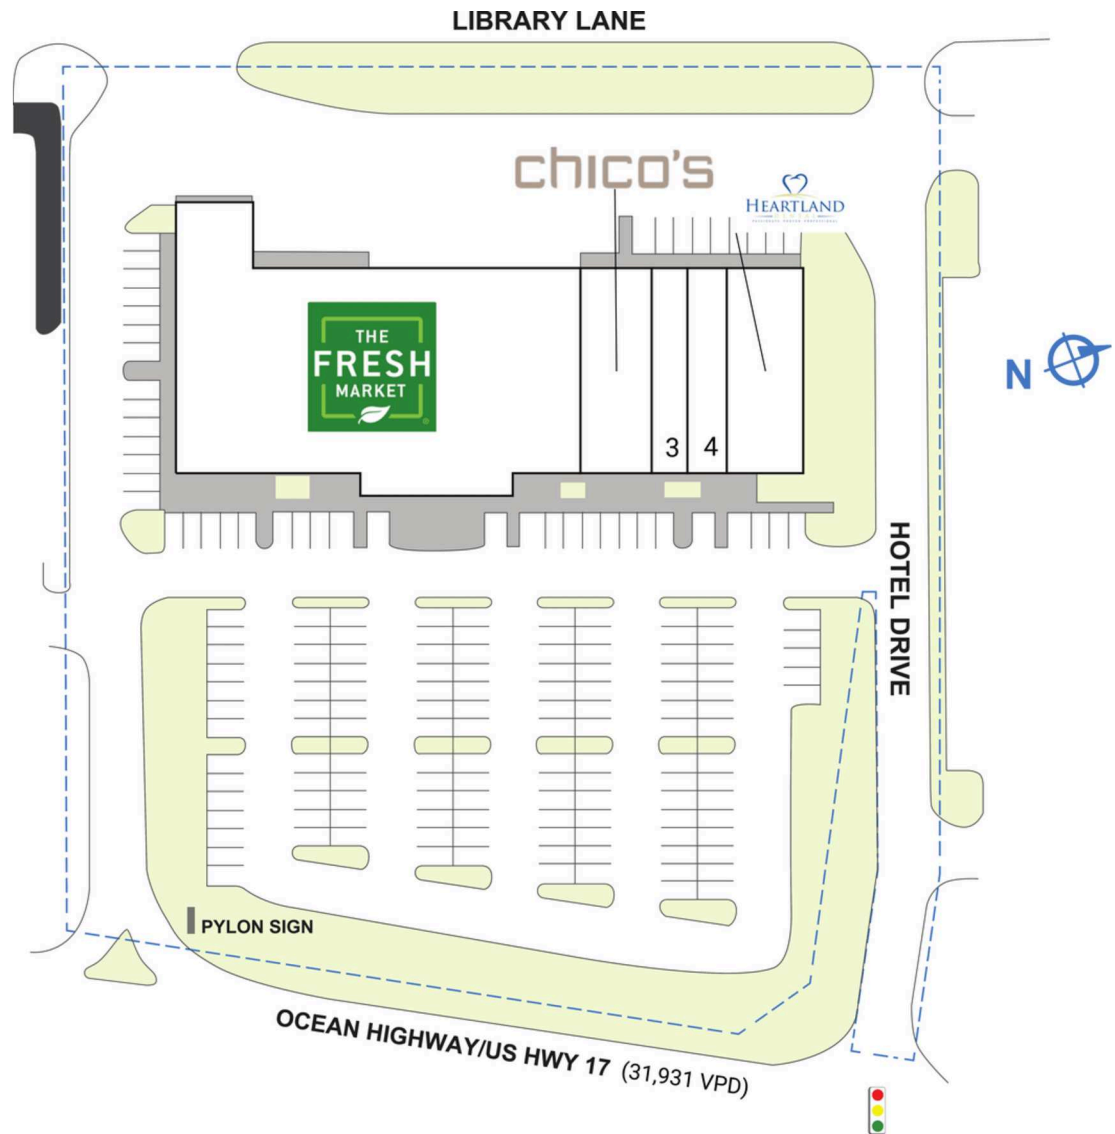 LIBRARY LANE
chico's
HEARTLAND
DENTAL
THE
FRESH
MARKET
N
3
4
HOTEL DRIVE
PYLON SIGN
OCEAN HIGHWAY/US HWY 17 (31,931 VPD)